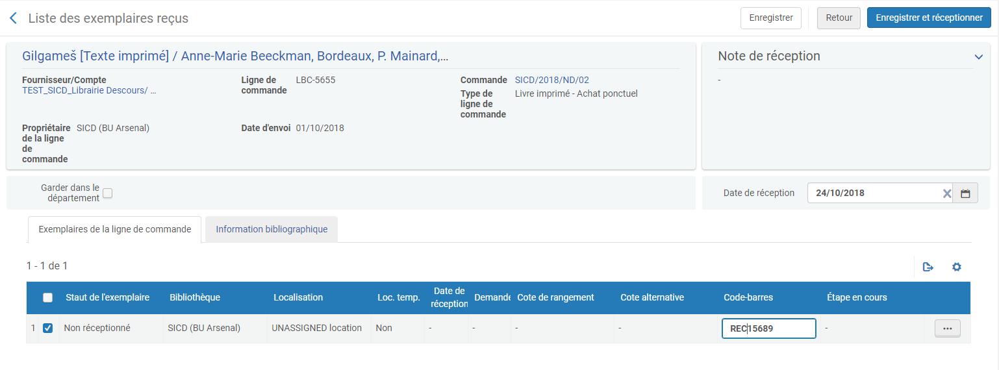 Liste des exemplaires reçus
Enregistrer
Retour
Enregistrer et réceptionner
Gilgameš [Texte imprimé] / Anne-Marie Beeckman, Bordeaux, P. Mainard,...
Note de réception
Fournisseur/Compte
TEST_SICD_Librairie Descours/ ...
Ligne de
commande
LBC-5655
Commande
SICD/2018/ND/02
-
Type de
ligne de
commande
Livre imprimé - Achat ponctuel
Propriétaire
de la ligne
de
commande
SICD (BU Arsenal)
Date d'envoi
01/10/2018
Garder dans le
département
Date de réception
24/10/2018
Exemplaires de la ligne de commande
Information bibliographique
1 - 1 de 1
Staut de l'exemplaire
Bibliothèque
Localisation
Loc. temp.
Date de
réception
Demande
Cote de rangement
Cote alternative
Code-barres
Étape en cours
1
Non réceptionné
SICD (BU Arsenal)
UNASSIGNED location
Non
-
-
-
-
REC15689
-